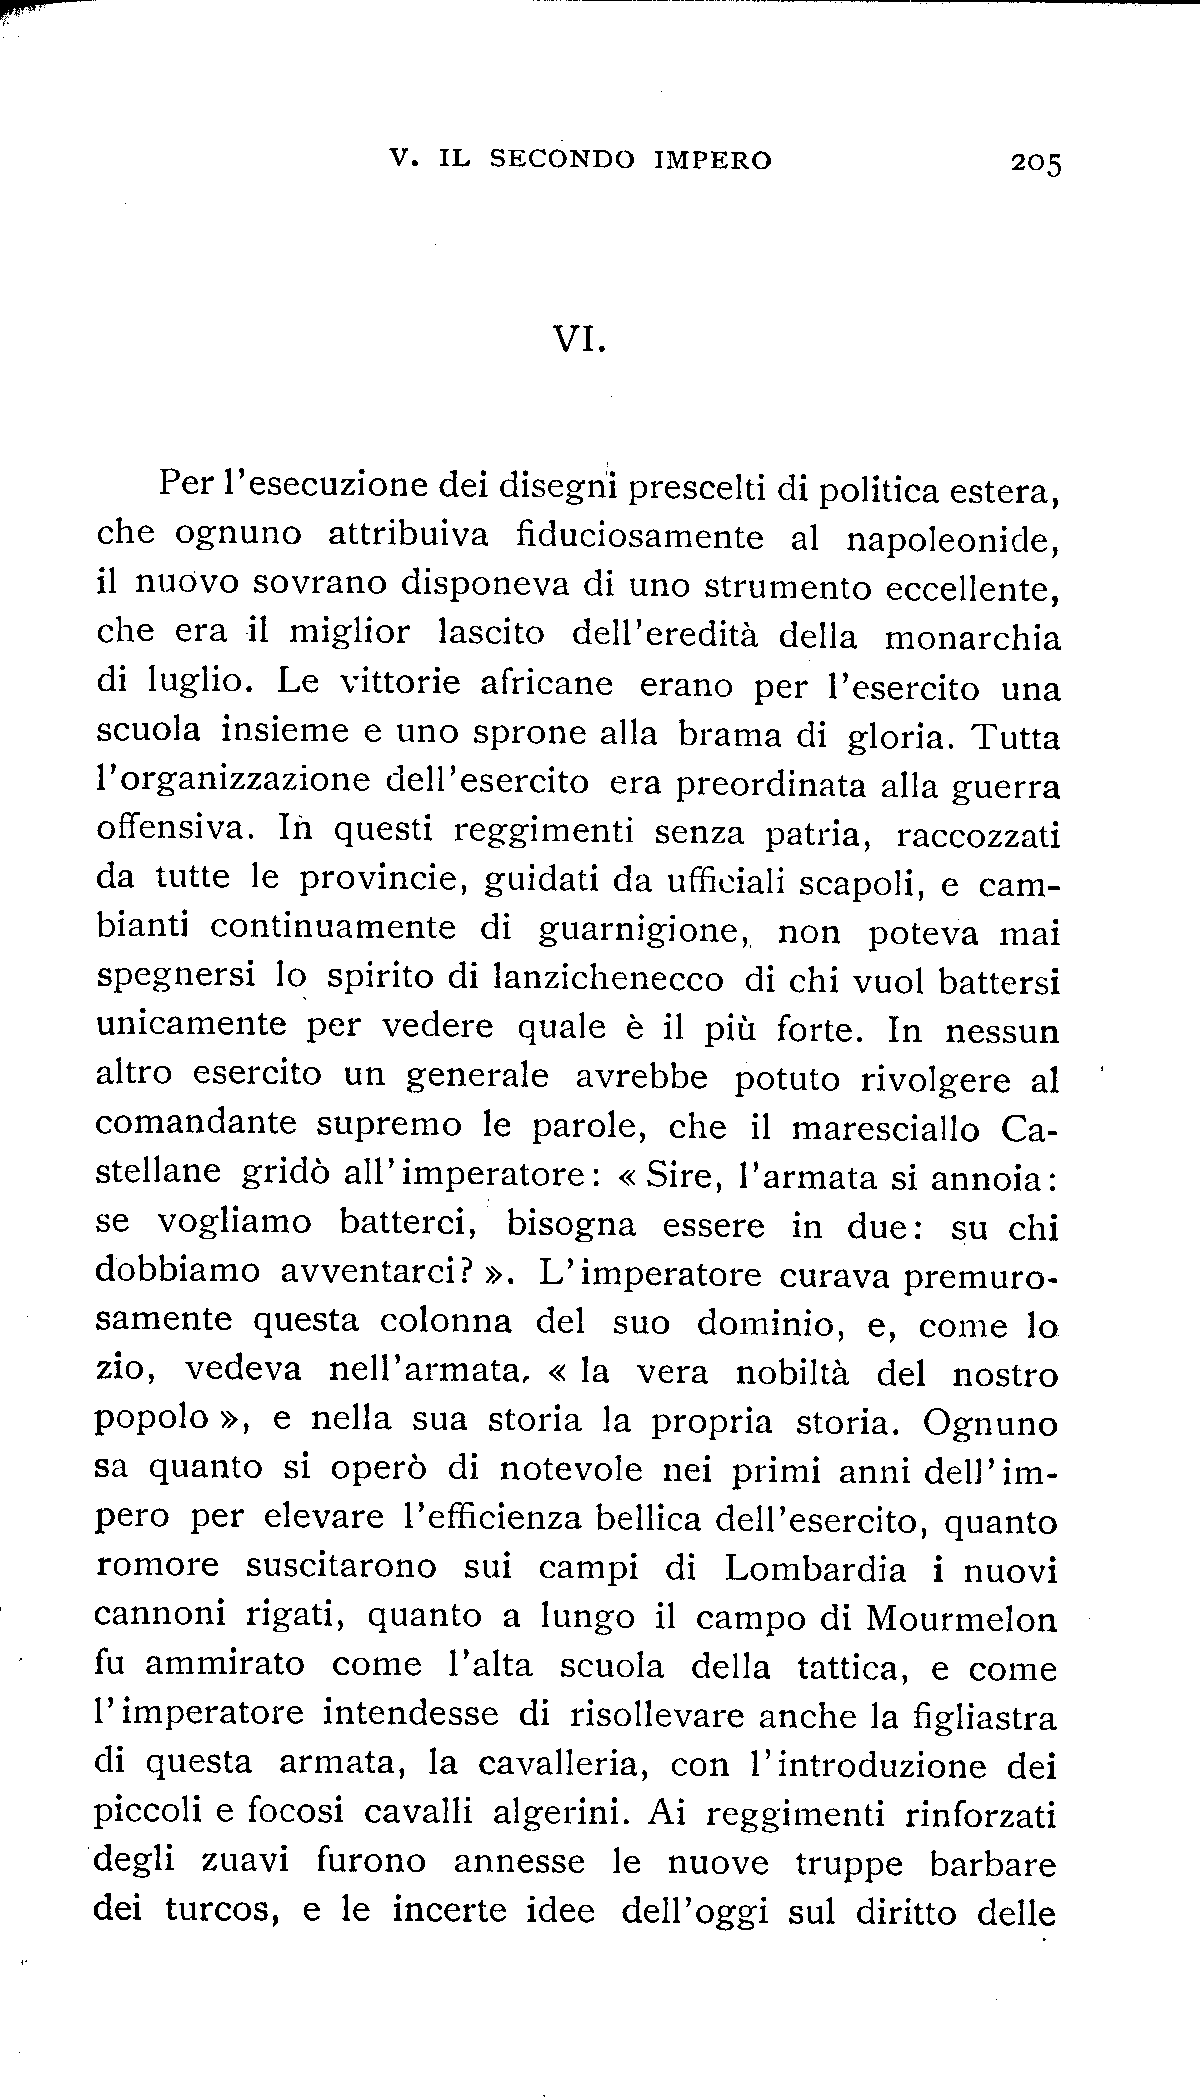 V. IL SECONDO IMPERO 205
VI.
Per l'esecuzione dei disegni prescelti di politica estera,
che ognuno attribuiva fiduciosamente al napoleonide,
il nuovo sovrano disponeva di uno strumento eccellente,
che era il miglior lascito dell'eredità della monarchia
di luglio. Le vittorie africane erano per l'esercito una
scuola insieme e uno sprone alla brama di gloria. Tutta
l'organizzazione dell'esercito era preordinata alla guerra
offensiva. In questi reggimenti senza patria, raccozzati
da tutte le provincie, guidati da ufficiali scapoli, e cam-
bianti continuamente di guarnigione, non poteva mai
spegnersi lo spirito di lanzichenecco di chi vuol battersi
unicamente per vedere quale è il più forte. In nessun
altro esercito un generale avrebbe potuto rivolgere al
comandante supremo le parole, che il maresciallo Ca-
stellane gridò all'imperatore: « Sire, l'armata si annoia:
se vogliamo batterci, bisogna essere in due: su chi
dobbiamo avventarci? ». L'imperatore curava premuro-
samente questa colonna del suo dominio, e, come lo
zio, vedeva nell'armata, « la vera nobiltà del nostro
popolo », e nella sua storia la propria storia. Ognuno
sa quanto si operò di notevole nei primi anni dell'im-
pero per elevare l'efficienza bellica dell'esercito, quanto
romore suscitarono sui campi di Lombardia i nuovi
cannoni rigati, quanto a lungo il campo di Mourmelon
fu ammirato come l'alta scuola della tattica, e come
l'imperatore intendesse di risollevare anche la figliastra
di questa armata, la cavalleria, con l'introduzione dei
piccoli e focosi cavalli algerini. Ai reggimenti rinforzati
degli zuavi furono annesse le nuove truppe barbare
dei turcos, e le incerte idee dell'oggi sul diritto delle